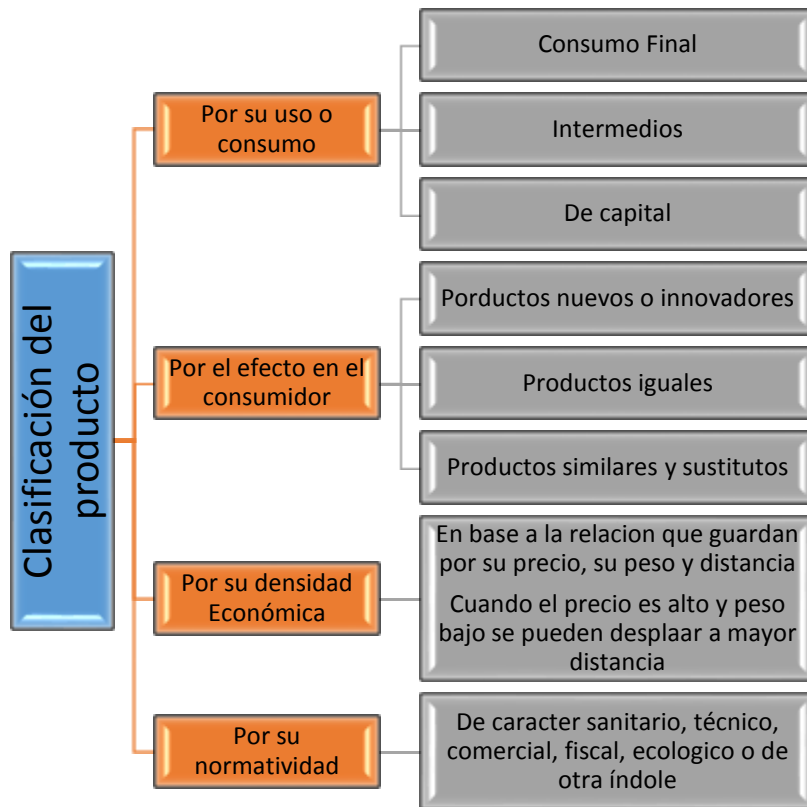 Clasificación del
producto
Por su uso o
consumo
Consumo Final
Intermedios
De capital
Por el efecto en el
consumidor
Porductos nuevos o innovadores
Productos iguales
Productos similares y sustitutos
Por su densidad
Económica
En base a la relacion que guardan
por su precio, su peso y distancia
Cuando el precio es alto y peso
bajo se pueden desplaar a mayor
distancia
Por su
normatividad
De caracter sanitario, técnico,
comercial, fiscal, ecologico o de
otra índole